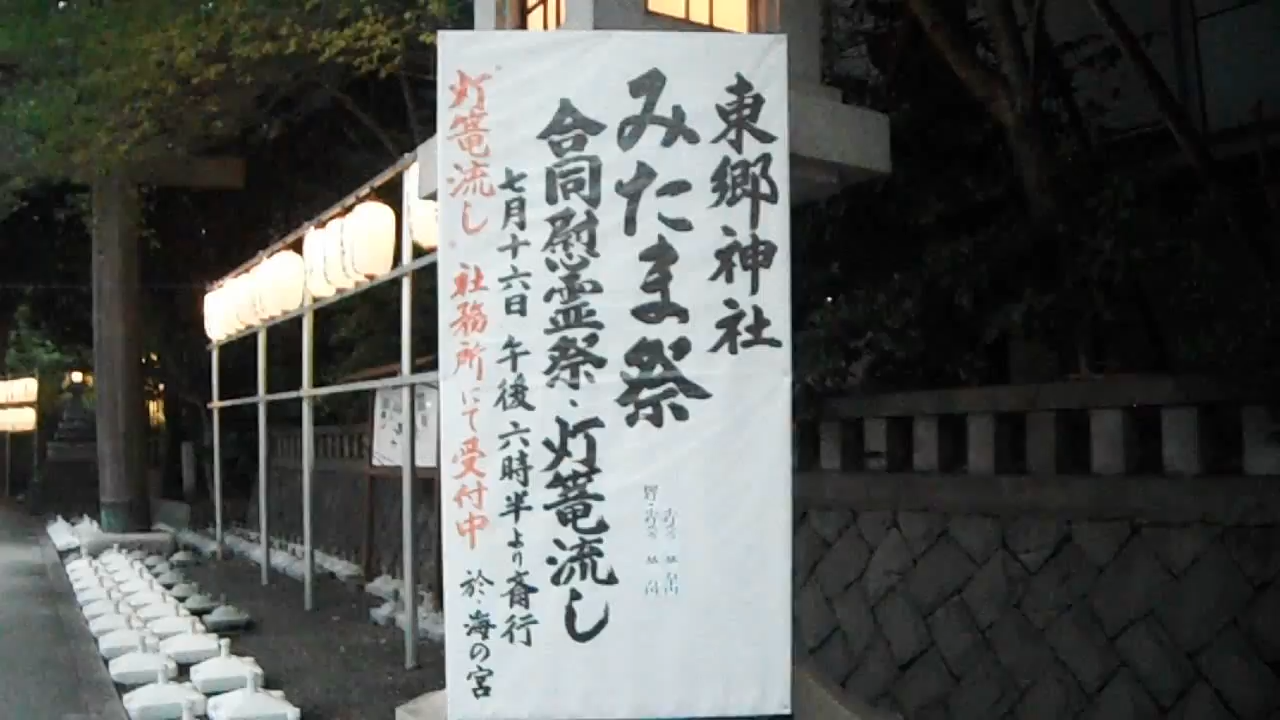 東郷神社
みたま祭
合同慰霊祭・灯篭流し
七月十六日 午後六時半より斎行
於・海の宮
灯篭流し 社務所にて受付中